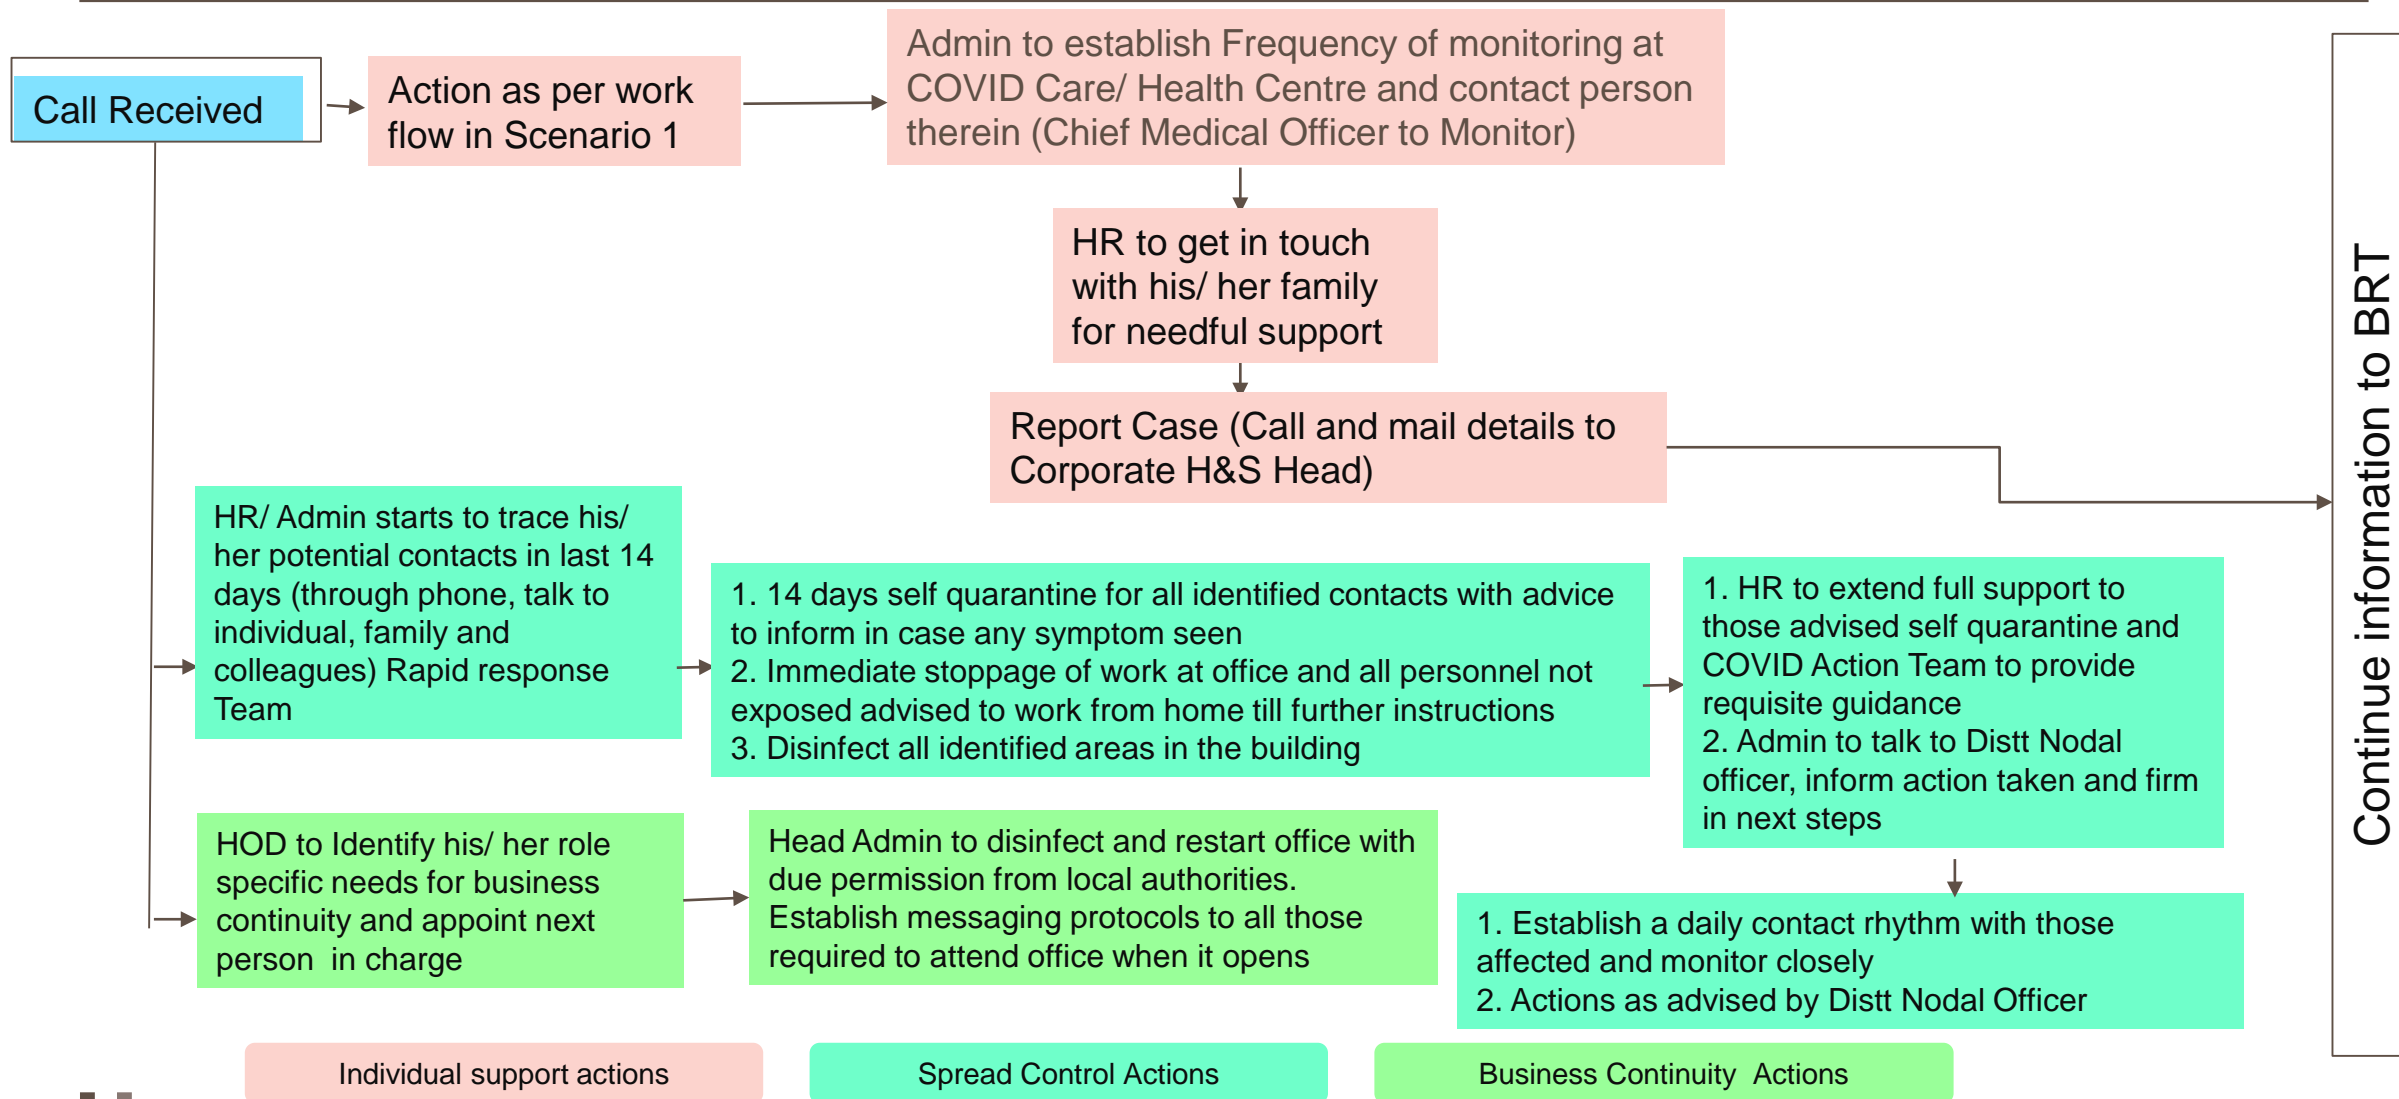 Call Received
Action as per work
flow in Scenario 1
Admin to establish Frequency of monitoring at
COVID Care/ Health Centre and contact person
therein (Chief Medical Officer to Monitor)
HR to get in touch
with his/ her family
for needful support
Report Case (Call and mail details to
Corporate H&S Head)
HR/ Admin starts to trace his/
her potential contacts in last 14
days (through phone, talk to
individual, family and
colleagues) Rapid response
Team
1. 14 days self quarantine for all identified contacts with advice
to inform in case any symptom seen
2. Immediate stoppage of work at office and all personnel not
exposed advised to work from home till further instructions
3. Disinfect all identified areas in the building
1. HR to extend full support to
those advised self quarantine and
COVID Action Team to provide
requisite guidance
2. Admin to talk to Distt Nodal
officer, inform action taken and firm
in next steps
1. Establish a daily contact rhythm with those
affected and monitor closely
2. Actions as advised by Distt Nodal Officer
HOD to Identify his/ her role
specific needs for business
continuity and appoint next
person  in charge
Head Admin to disinfect and restart office with
due permission from local authorities.
Establish messaging protocols to all those
required to attend office when it opens
Continue information to BRT
Individual support actions
Spread Control Actions
Business Continuity  Actions